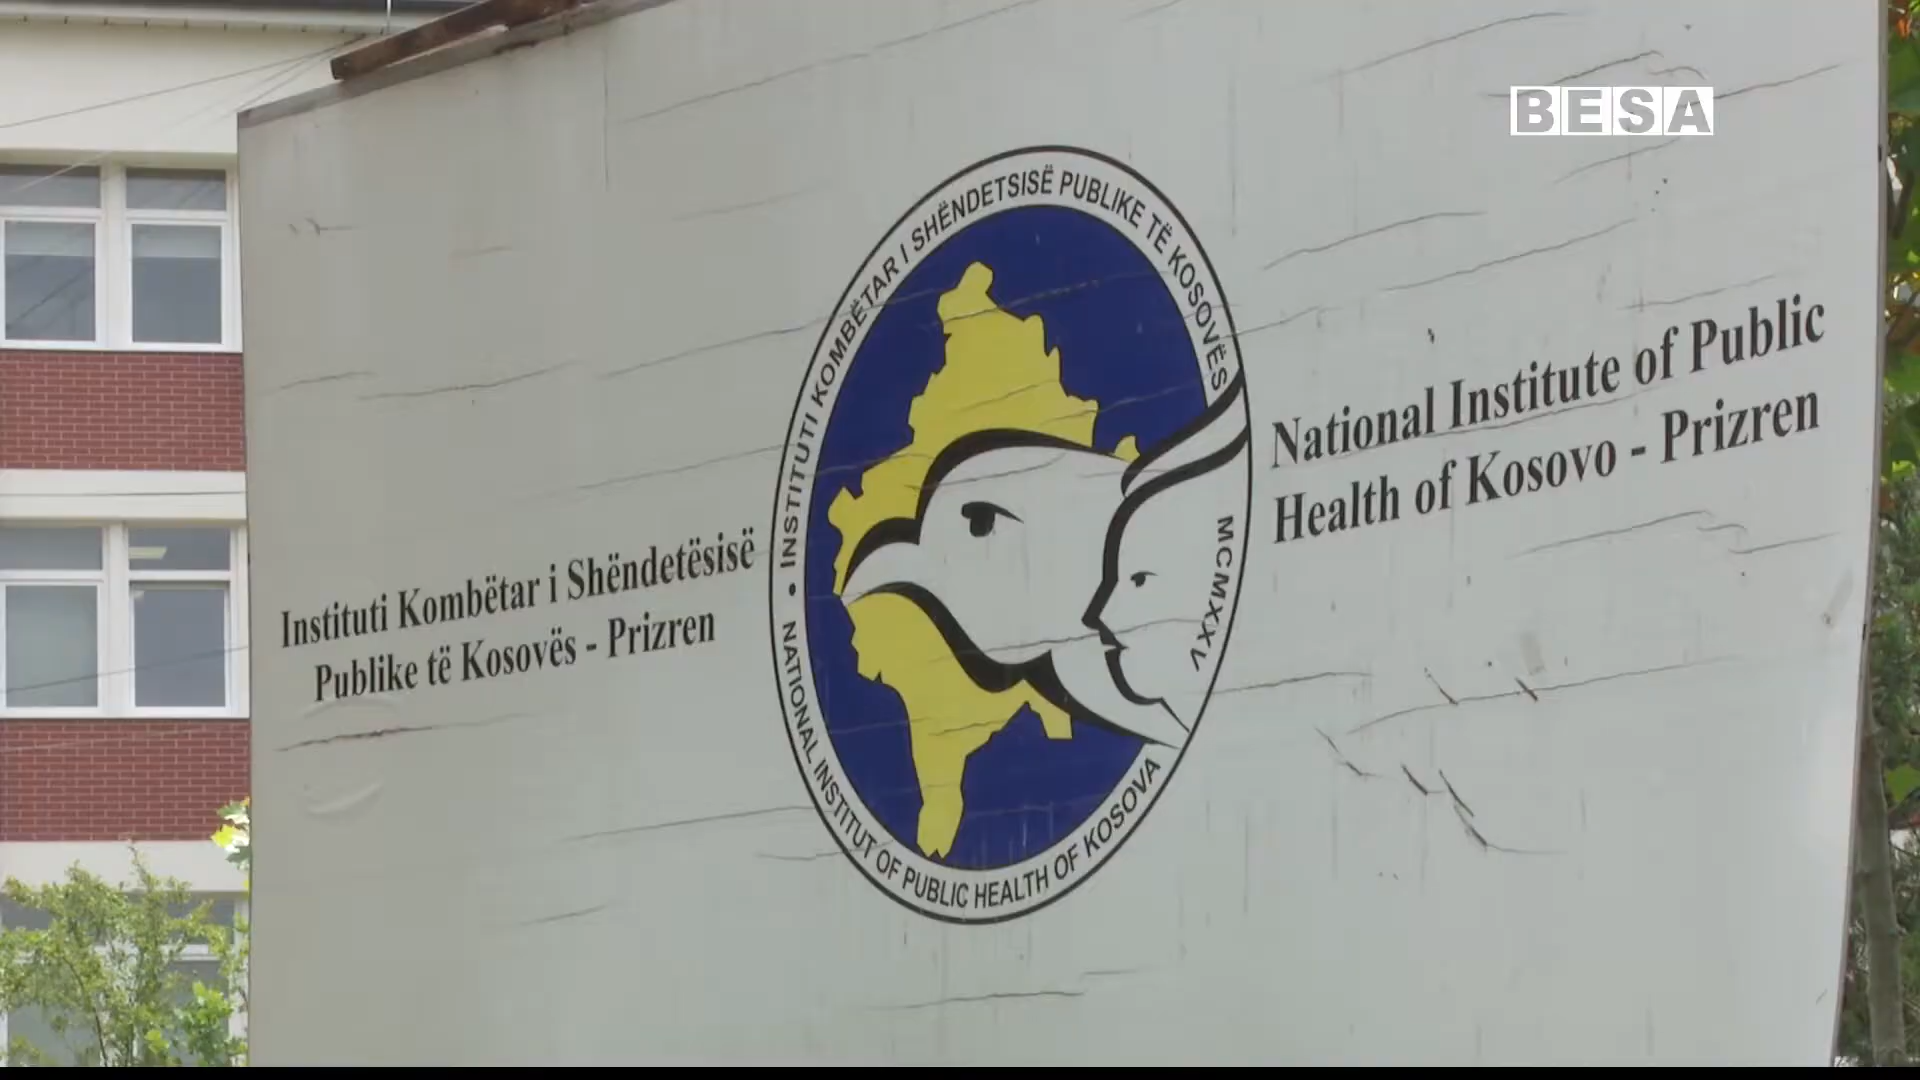 BESA
INSTITUTI KOMBËTAR I SHËNDETSISË PUBLIKE TË KOSOVËS
MCMXXV
NATIONAL INSTITUT OF PUBLIC HEALTH OF KOSOVA
Instituti Kombëtar i Shëndetësisë
Publike të Kosovës - Prizren
National Institute of Public
Health of Kosovo - Prizren